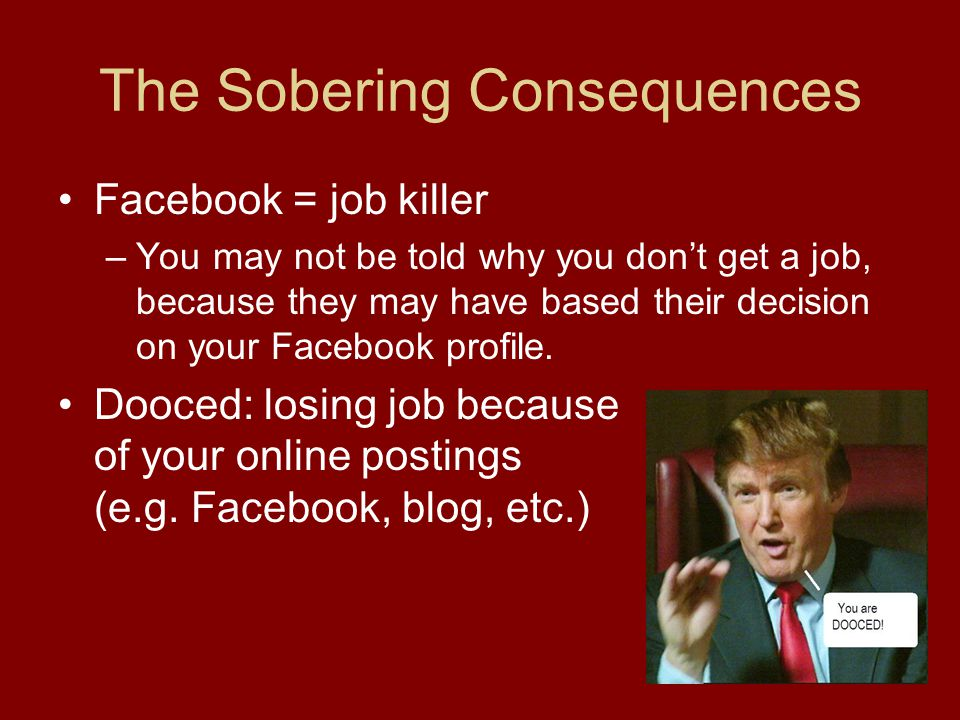 The Sobering Consequences
• Facebook = job killer
– You may not be told why you don’t get a job,
because they may have based their decision
on your Facebook profile.
• Dooced: losing job because
of your online postings
(e.g. Facebook, blog, etc.)
You are
DOOCED!